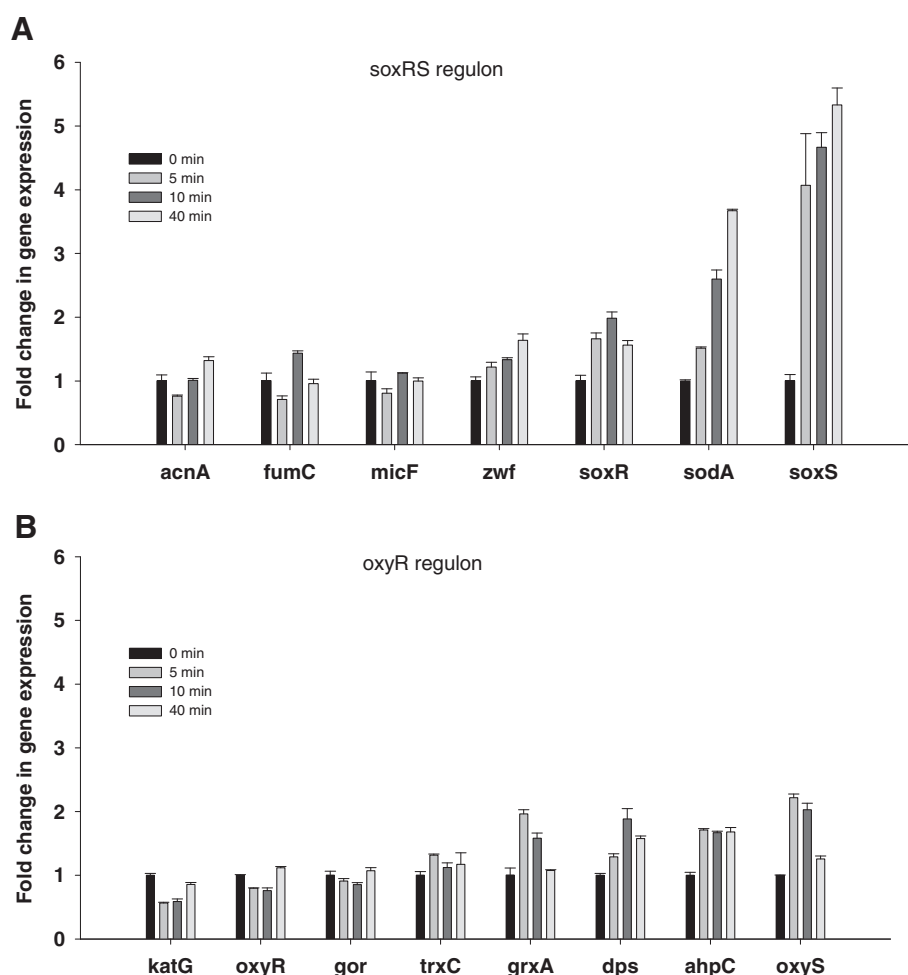 A
soxRS regulon
Fold change in gene expression
6
5
4
3
2
1
0
0 min
5 min
10 min
40 min
acnA fumC micF zwf soxR sodA soxS
B
oxyR regulon
Fold change in gene expression
6
5
4
3
2
1
0
0 min
5 min
10 min
40 min
katG oxyR gor trxC grxA dps ahpC oxyS